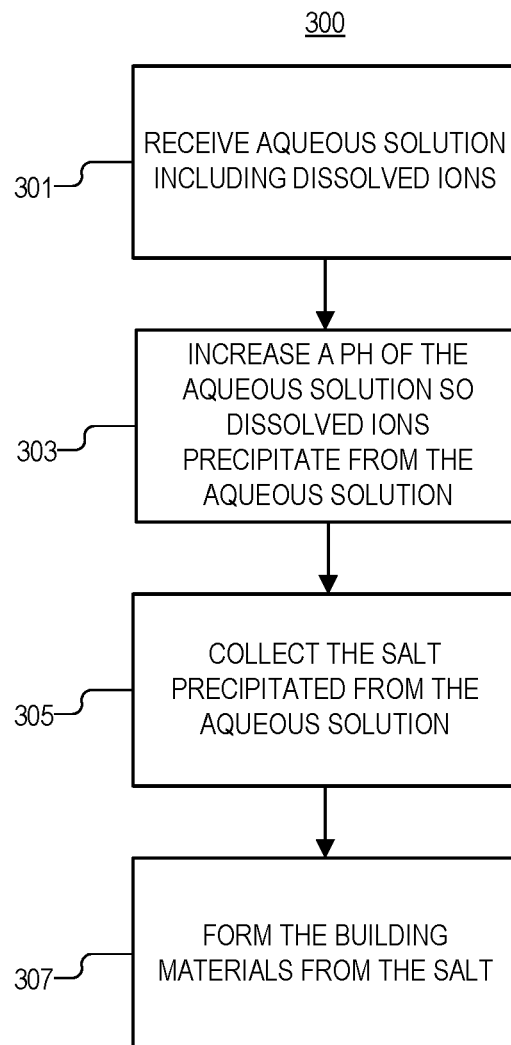 300
RECEIVE AQUEOUS SOLUTION
INCLUDING DISSOLVED IONS
301
INCREASE A PH OF THE
AQUEOUS SOLUTION SO
DISSOLVED IONS
PRECIPITATE FROM THE
AQUEOUS SOLUTION
303
COLLECT THE SALT
PRECIPITATED FROM THE
AQUEOUS SOLUTION
305
FORM THE BUILDING
MATERIALS FROM THE SALT
307